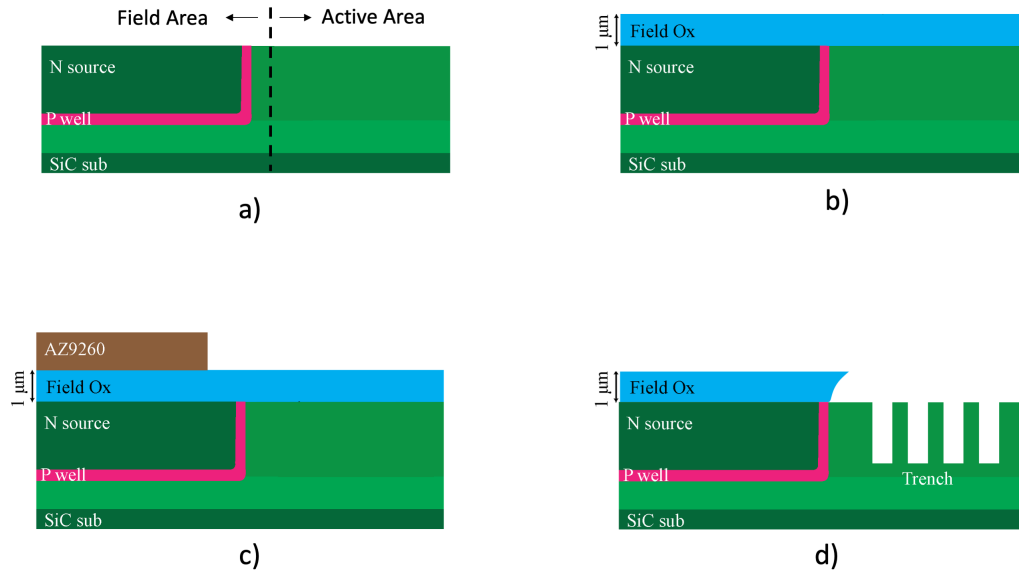 Field Area
Active Area
N source
P well
SiC sub
a)
1 μm
Field Ox
N source
P well
SiC sub
b)
AZ9260
1 μm
Field Ox
N source
P well
SiC sub
c)
1 μm
Field Ox
N source
P well
Trench
SiC sub
d)